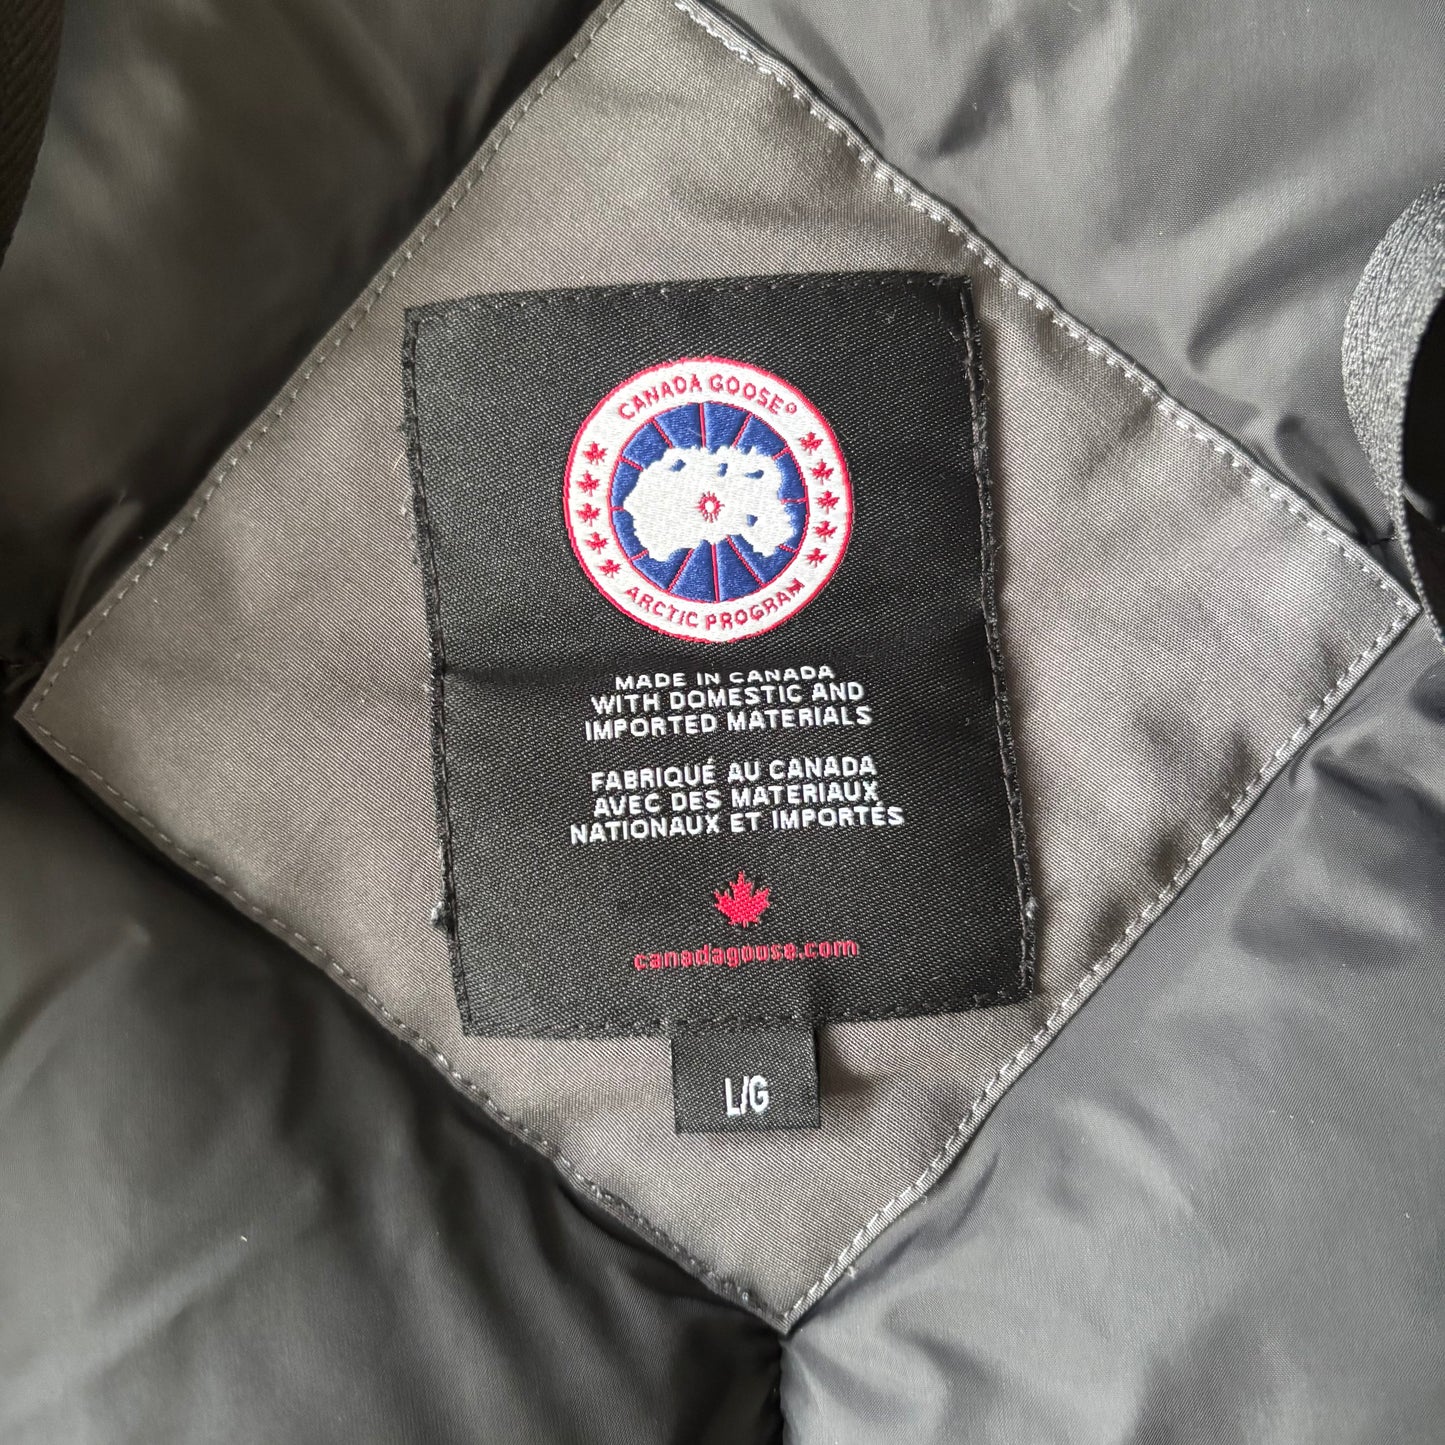 CANADA GOOSE®
ARCTIC PROGRAM
MADE IN CANADA
WITH DOMESTIC AND
IMPORTED MATERIALS
FABRIQUÉ AU CANADA
AVEC DES MATERIAUX
NATIONAUX ET IMPORTÉS
canadagoose.com
L/G